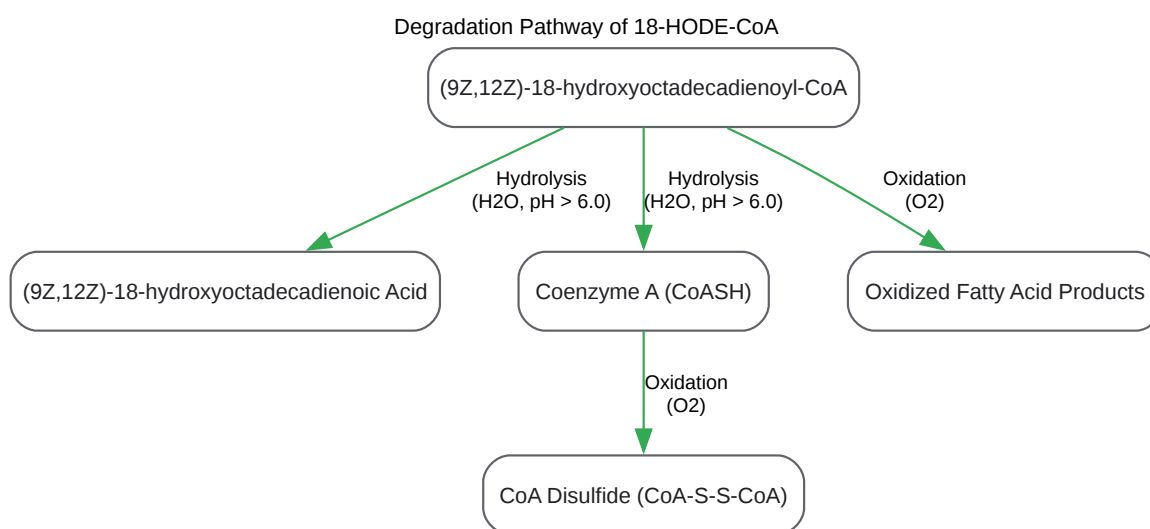 Degradation Pathway of 18-HODE-CoA
(9Z,12Z)-18-hydroxyoctadecadienoyl-CoA
Hydrolysis
(H2O, pH > 6.0)
Hydrolysis
(H2O, pH > 6.0)
Oxidation
(O2)
(9Z,12Z)-18-hydroxyoctadecadienoic Acid
Coenzyme A (CoASH)
Oxidized Fatty Acid Products
Oxidation
(O2)
CoA Disulfide (CoA-S-S-CoA)